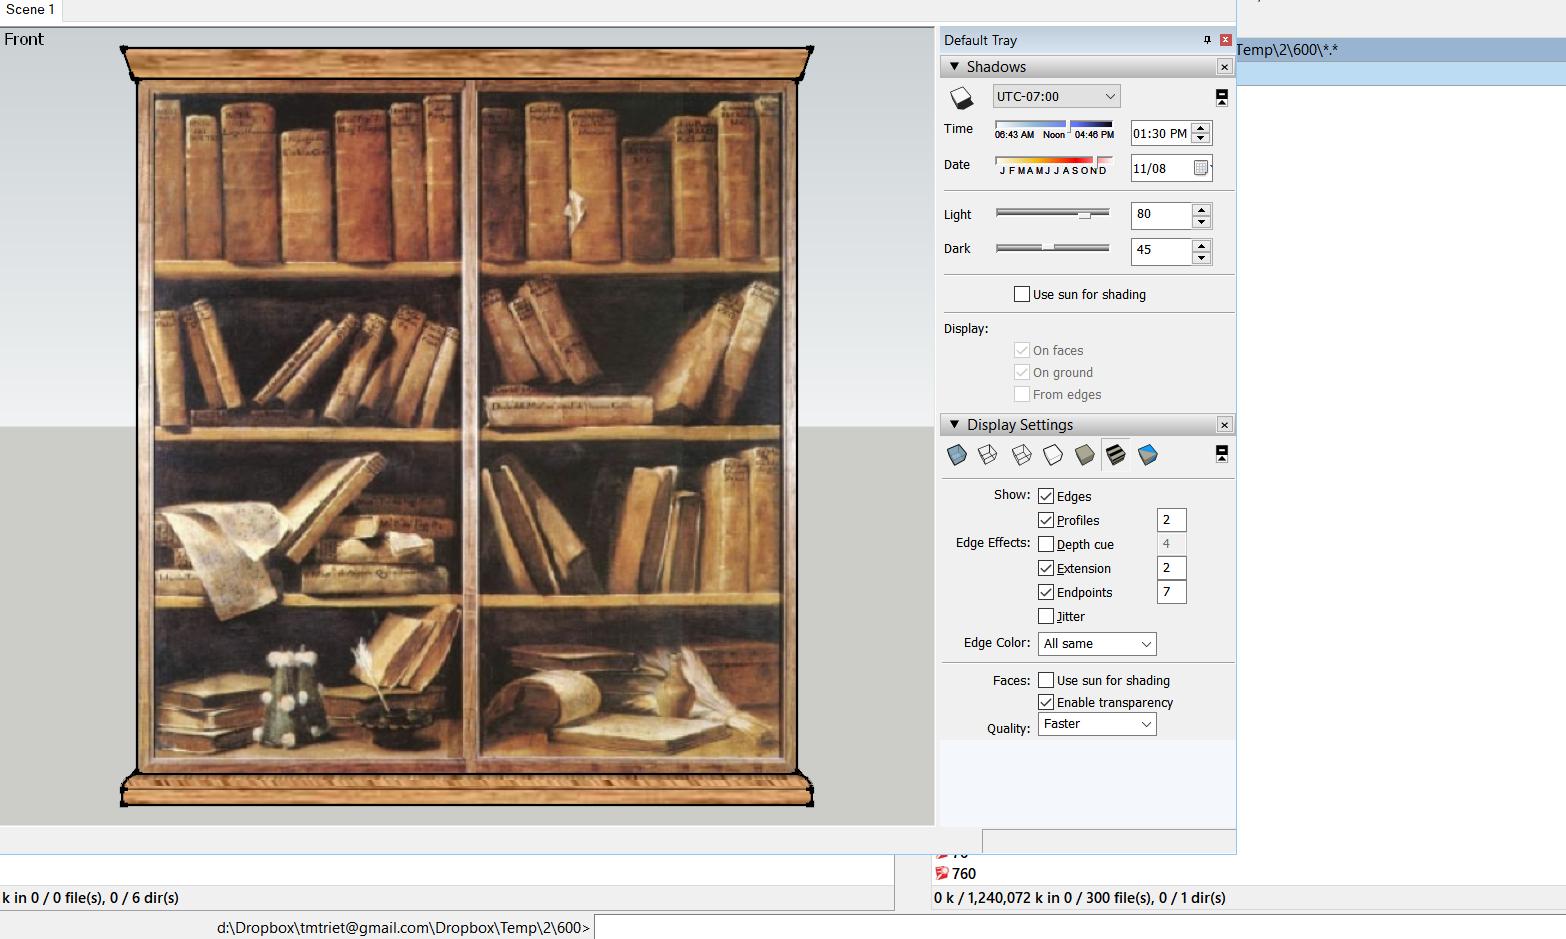 Scene 1
Front
Default Tray
Temp\2\600\*.*
Shadows
UTC-07:00
Time
06:43 AM Noon 04:46 PM
01:30 PM
Date
J F M A M J J A S O N D
11/08
Light
80
Dark
45
Use sun for shading
Display:
On faces
On ground
From edges
Display Settings
Show:
Edges
Profiles
2
Edge Effects:
Depth cue
4
Extension
2
Endpoints
7
Jitter
Edge Color:
All same
Faces:
Use sun for shading
Enable transparency
Quality:
Faster
760
k in 0 / 0 file(s), 0 / 6 dir(s)
0 k / 1,240,072 k in 0 / 300 file(s), 0 / 1 dir(s)
d:\Dropbox\tmtriet@gmail.com\Dropbox\Temp\2\600>